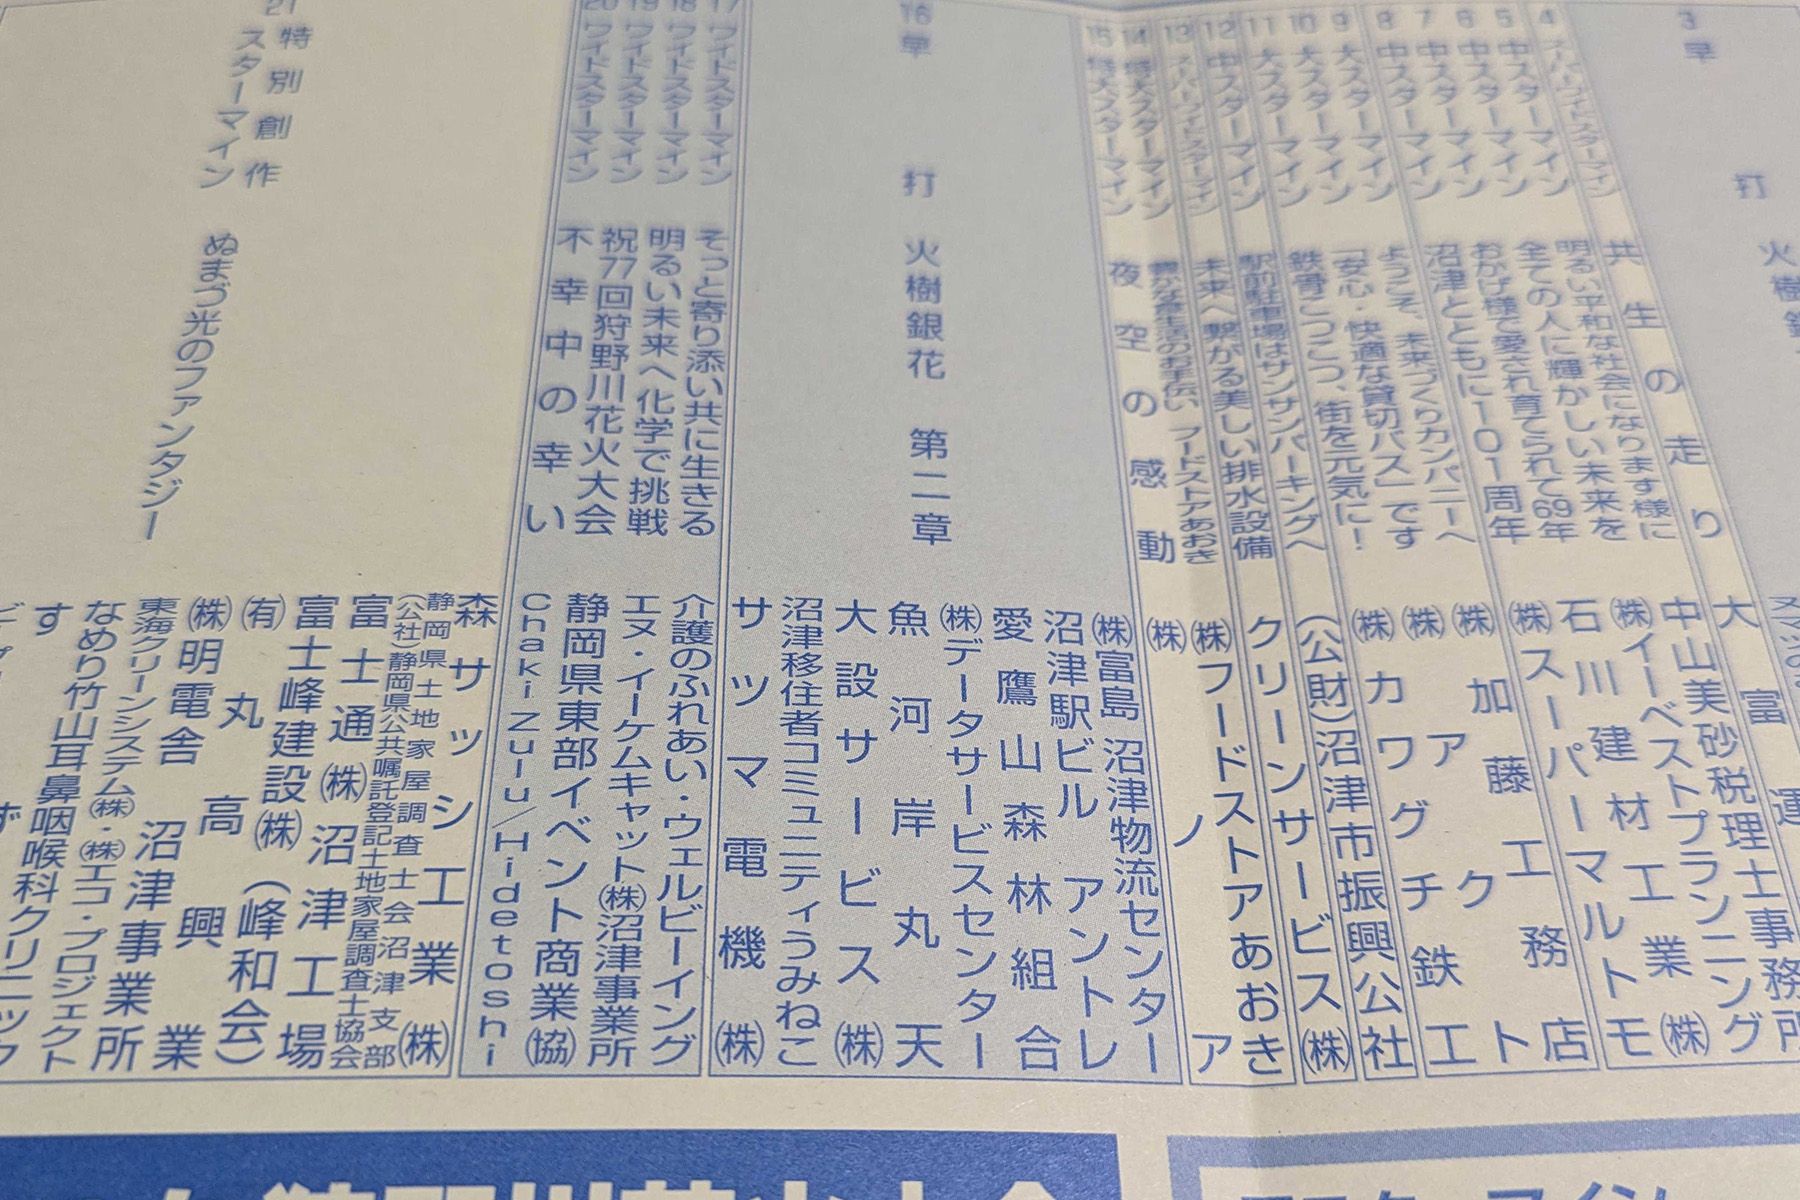 3 早打 火樹銀
4 スーパーワイドスターマイン 共生の走り 大富運
5 中スターマイン 明るい平和な社会になります様に 中山美砂税理士事務所
6 中スターマイン 全ての人に輝かしい未来を ㈱イーベストプランニング
7 中スターマイン おかげ様で愛され育てられて69年 石川建材工業㈱
8 中スターマイン 沼津とともに101周年 ㈱スーパーマルトモ
9 大スターマイン ようこそ、未来づくりカンパニーへ ㈱加藤工務店
10 大スターマイン 「安心・快適な貸切バス」です ㈱アクト
11 大スターマイン 鉄骨こつこつ、街を元気に! ㈱カワグチ鉄工
12 中スターマイン 駅前駐車場はサンサンパーキングへ (公財)沼津市振興公社
13 スーパーワイドスターマイン 未来へ繋がる美しい排水設備 クリーンサービス㈱
14 特大スターマイン 豊かな食生活のお手伝い、フードストアあおき ㈱フードストアあおき
15 特大スターマイン 夜空の感動 ㈱ノア
16 早打 火樹銀花 第二章
㈱富島 沼津物流センター
沼津駅ビル アントレ
愛鷹山森林組合
㈱データサービスセンター
魚河岸丸天
大設サービス㈱
沼津移住者コミュニティうみねこ
サツマ電機㈱
17 ワイドスターマイン そっと寄り添い共に生きる 介護のふれあい・ウェルビーイング
18 ワイドスターマイン 明るい未来へ化学で挑戦 エヌ・イーケムキャット㈱沼津事業所
19 ワイドスターマイン 祝77回狩野川花火大会 静岡県東部イベント商業㈿
20 ワイドスターマイン 不幸中の幸い Chaki Zulu/Hidetoshi
21 特別創作スターマイン ぬまづ光のファンタジー
森サッシ工業㈱
静岡県土地家屋調査士会沼津支部
(公社)静岡県公共嘱託登記土地家屋調査士協会
富士通㈱沼津工場
富士峰建設㈱(峰和会)
㈲丸高興業
㈱明電舎 沼津事業所
東海クリーンシステム㈱・㈱エコ・プロジェクト
なめり竹山耳鼻咽喉科クリニック